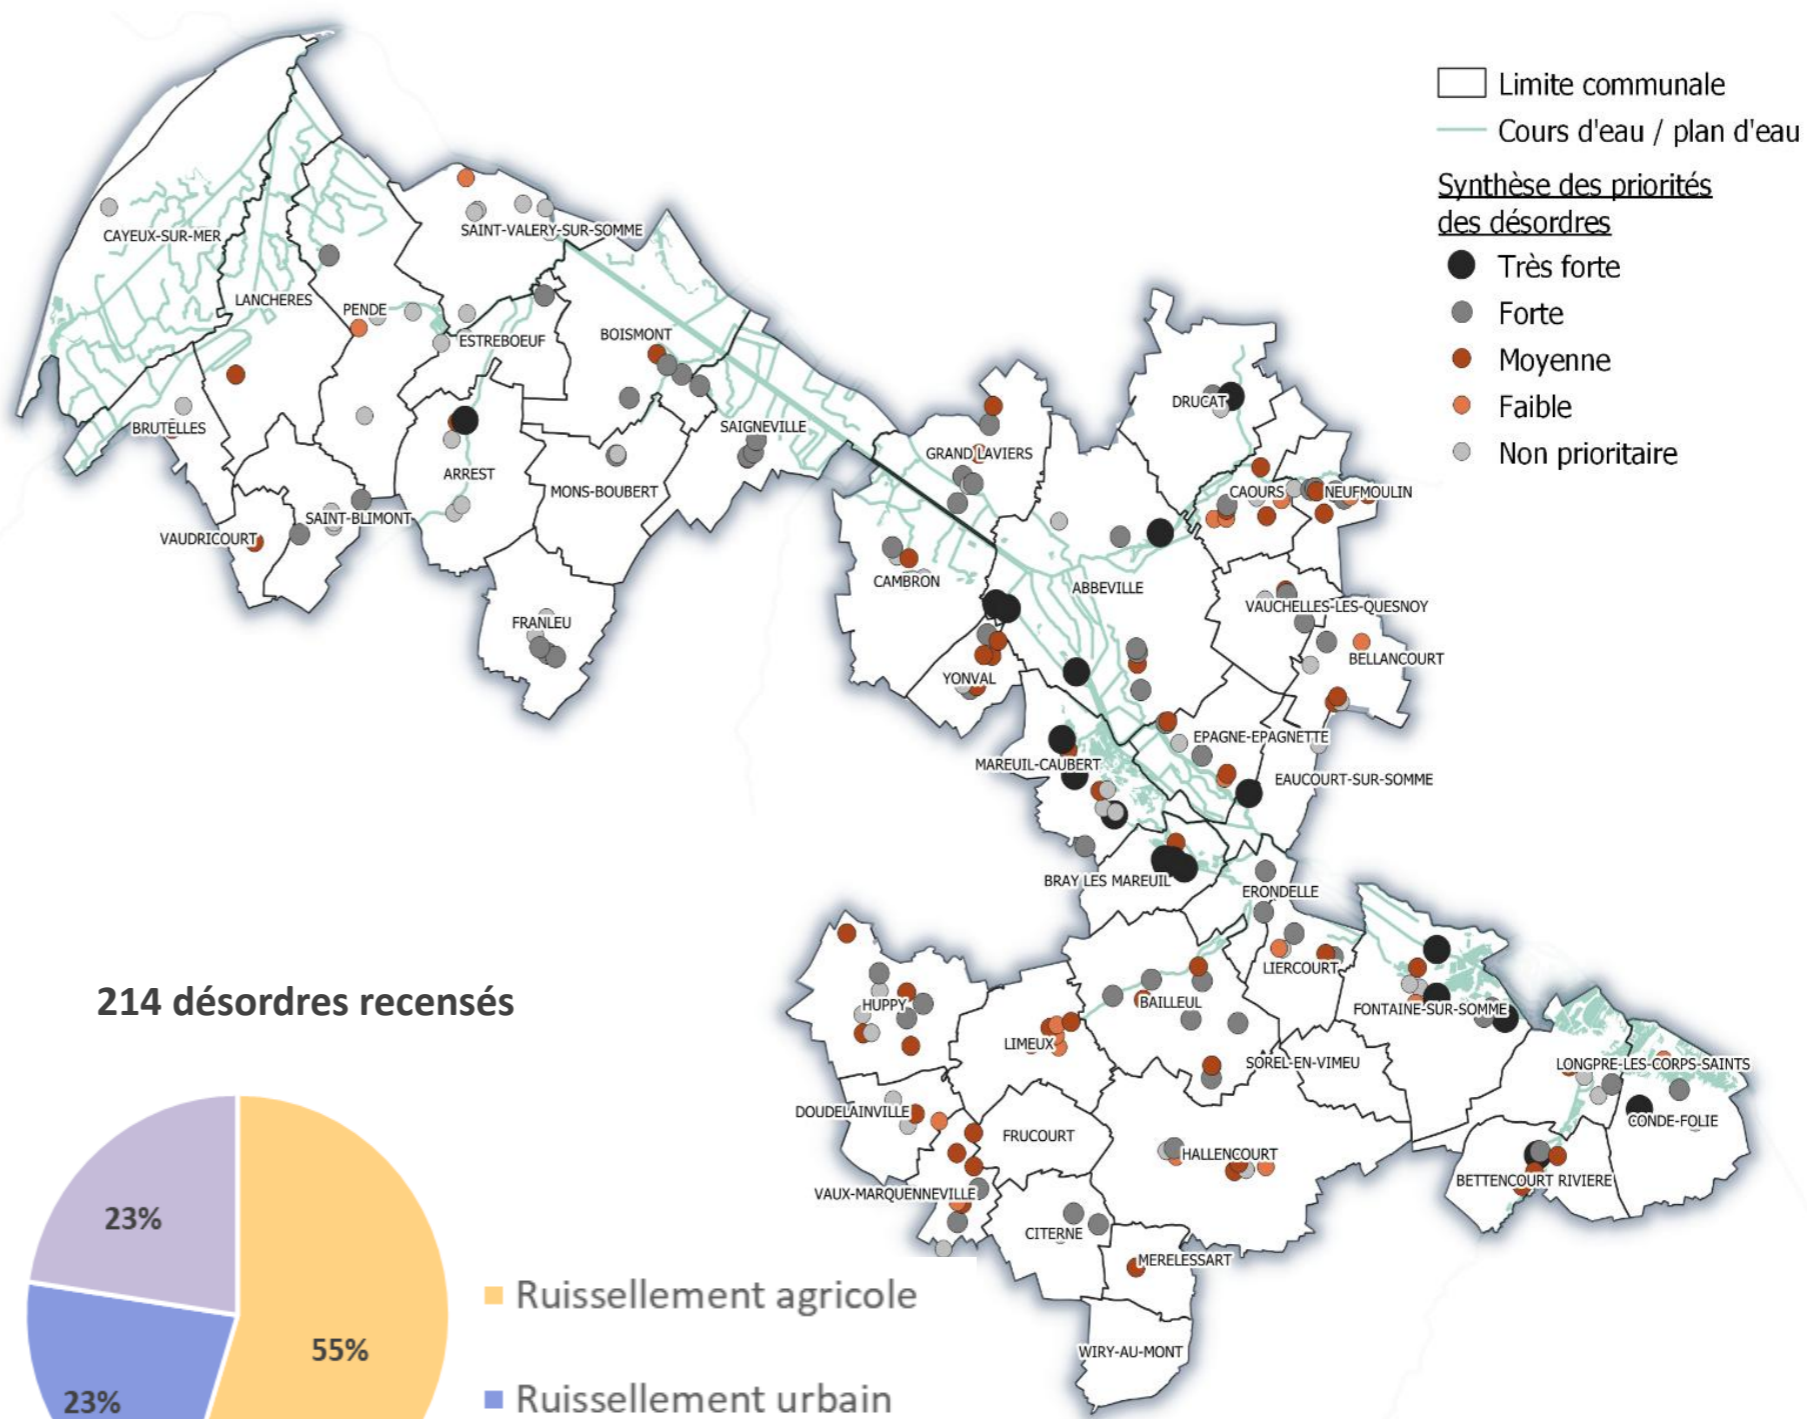 Limite communale
Cours d'eau / plan d'eau
Synthèse des priorités
des désordres
Très forte
Forte
Moyenne
Faible
Non prioritaire
CAYEUX-SUR-MER
SAINT-VALERY-SUR-SOMME
LANCHERES
PENDE
ESTREBOEUF
BOISMONT
BRUTELLES
ARREST
SAIGNEVILLE
MONS-BOUBERT
SAINT-BLIMONT
VAUDRICOURT
FRANLEU
DRUCAT
GRAND LAVIERS
CAOURS
NEUFMOULIN
CAMBRON
ABBEVILLE
VAUCHELLES-LES-QUESNOY
BELLANCOURT
YONVAL
EPAGNE-EPAGNETTE
MAREUIL-CAUBERT
EAUCOURT-SUR-SOMME
BRAY LES MAREUIL
ERONDELLE
LIERCOURT
HUPPY
BAILLEUL
FONTAINE-SUR-SOMME
LIMEUX
SOREL-EN-VIMEU
LONGPRE-LES-CORPS-SAINTS
DOUDELAINVILLE
FRUCOURT
CONDE-FOLIE
HALLENCOURT
BETTENCOURT RIVIERE
VAUX-MARQUENNEVILLE
CITERNE
MERELESSART
WIRY-AU-MONT
214 désordres recensés
23%
55%
23%
Ruissellement agricole
Ruissellement urbain